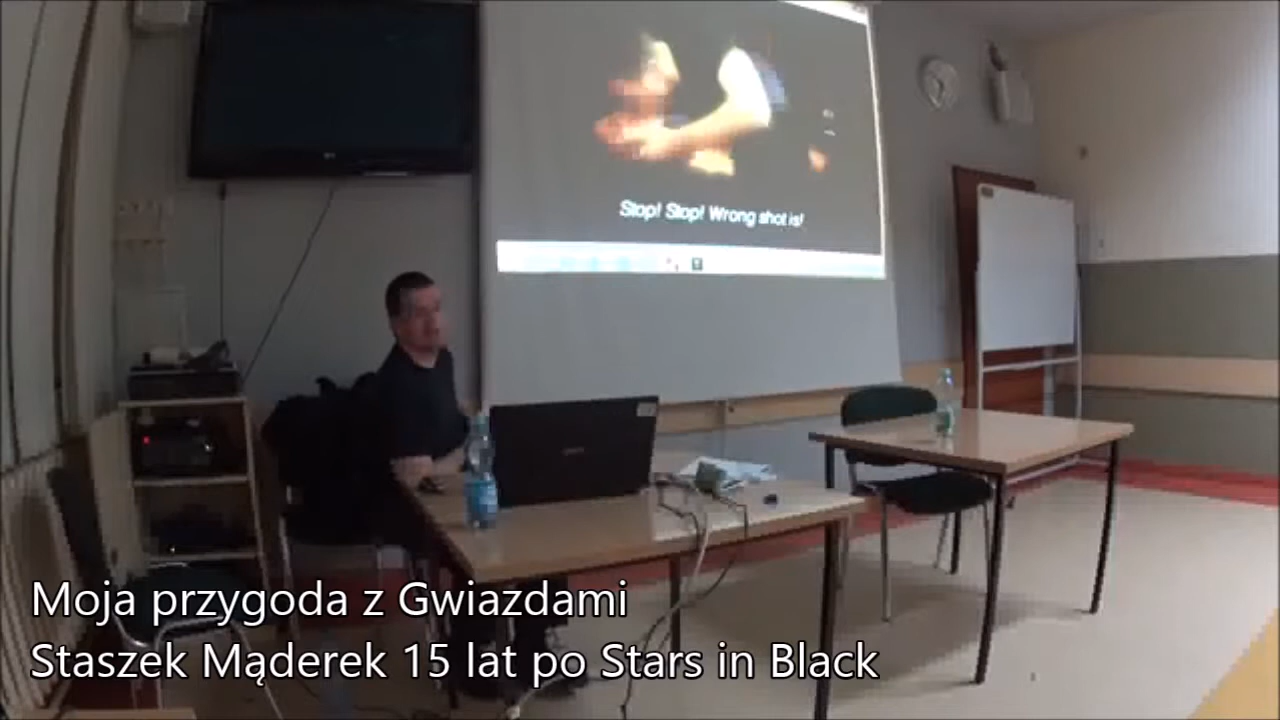 Stop! Stop! Wrong shot is!
Moja przygoda z Gwiazdami
Staszek Mąderek 15 lat po Stars in Black